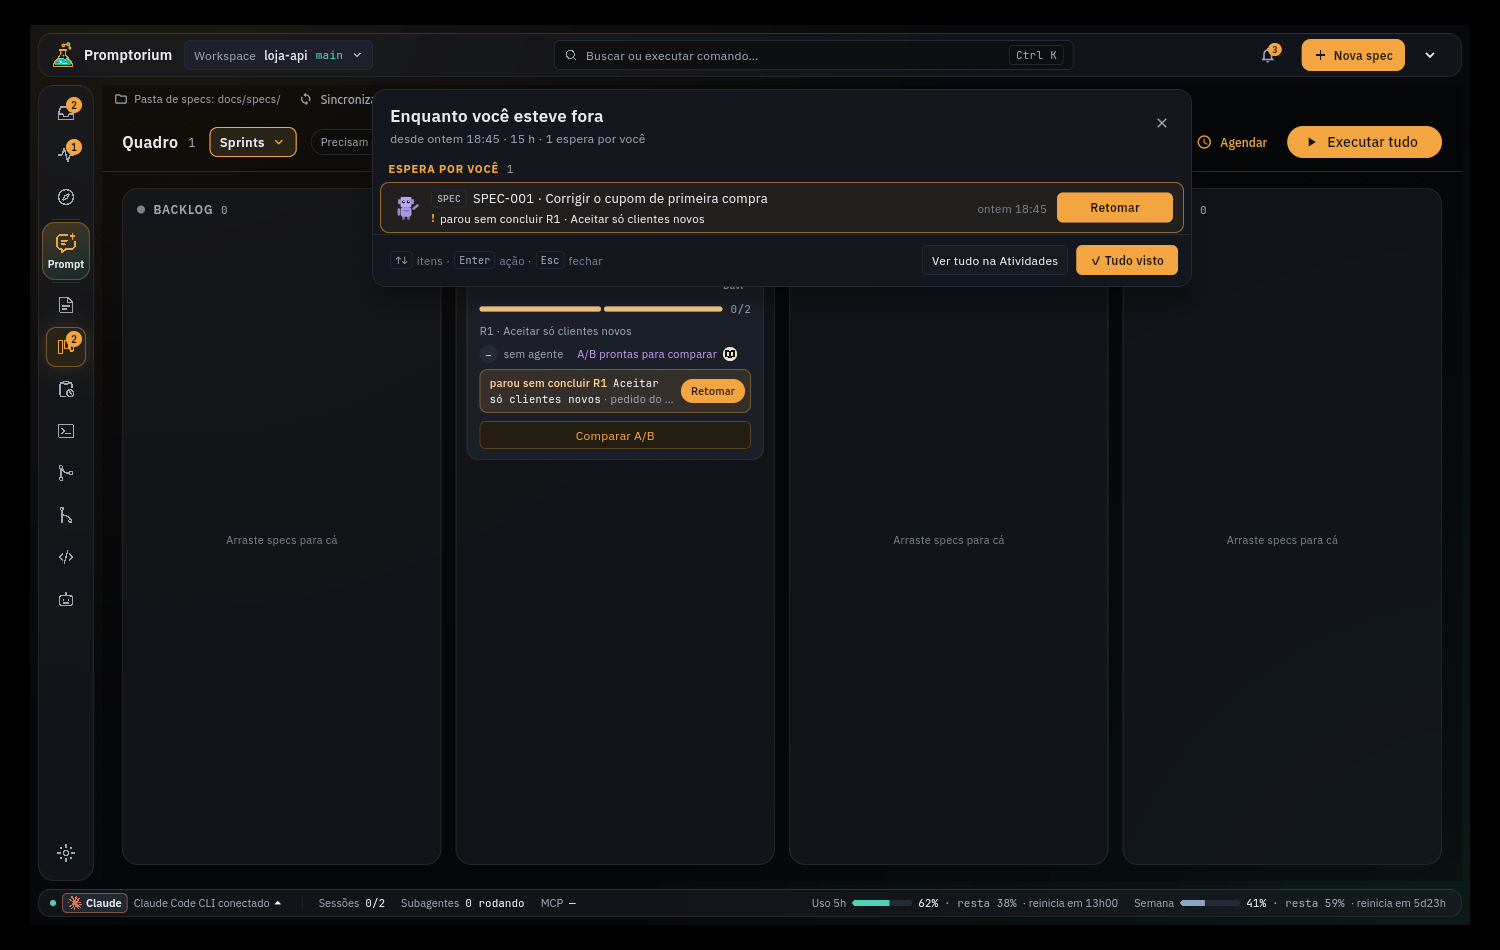 Promptorium
Workspace loja-api main
Buscar ou executar comando... Ctrl K
3
+ Nova spec
2
1
Prompt
2
Pasta de specs: docs/specs/
Quadro 1 Sprints Precisam
Agendar Executar tudo
BACKLOG 0
0
Enquanto você esteve fora
desde ontem 18:45 · 15 h · 1 espera por você
ESPERA POR VOCÊ 1
SPEC SPEC-001 · Corrigir o cupom de primeira compra
! parou sem concluir R1 · Aceitar só clientes novos
ontem 18:45 Retomar
↑↓ itens · Enter ação · Esc fechar
Ver tudo na Atividades ✓ Tudo visto
0/2
R1 · Aceitar só clientes novos
– sem agente A/B prontas para comparar
parou sem concluir R1 Aceitar
só clientes novos · pedido do ...
Retomar
Comparar A/B
Arraste specs para cá
Arraste specs para cá
Arraste specs para cá
Claude Claude Code CLI conectado
Sessões 0/2 Subagentes 0 rodando MCP —
Uso 5h 62% · resta 38% · reinicia em 13h00
Semana 41% · resta 59% · reinicia em 5d23h